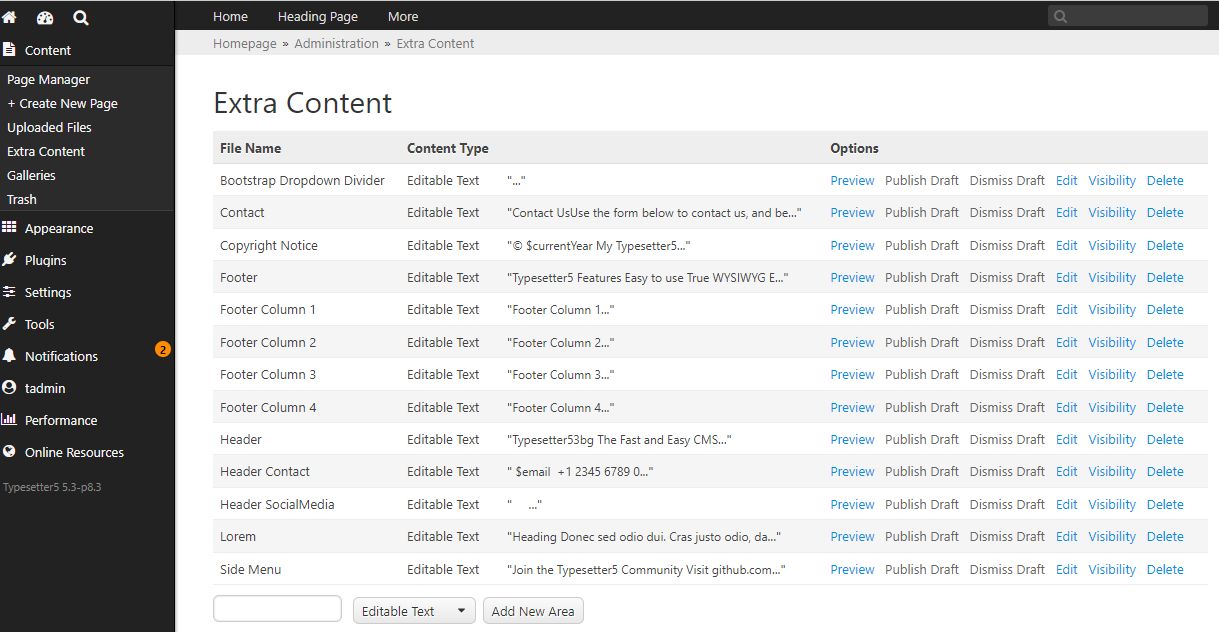 Home Heading Page More
Homepage » Administration » Extra Content
Content
Page Manager
+ Create New Page
Uploaded Files
Extra Content
Galleries
Trash
Appearance
Plugins
Settings
Tools
Notifications 2
tadmin
Performance
Online Resources
Typesetter5 5.3-p8.3
Extra Content
File Name Content Type Options
Bootstrap Dropdown Divider Editable Text "..." Preview Publish Draft Dismiss Draft Edit Visibility Delete
Contact Editable Text "Contact UsUse the form below to contact us, and be..." Preview Publish Draft Dismiss Draft Edit Visibility Delete
Copyright Notice Editable Text "© $currentYear My Typesetter5..." Preview Publish Draft Dismiss Draft Edit Visibility Delete
Footer Editable Text "Typesetter5 Features Easy to use True WYSIWYG E..." Preview Publish Draft Dismiss Draft Edit Visibility Delete
Footer Column 1 Editable Text "Footer Column 1..." Preview Publish Draft Dismiss Draft Edit Visibility Delete
Footer Column 2 Editable Text "Footer Column 2..." Preview Publish Draft Dismiss Draft Edit Visibility Delete
Footer Column 3 Editable Text "Footer Column 3..." Preview Publish Draft Dismiss Draft Edit Visibility Delete
Footer Column 4 Editable Text "Footer Column 4..." Preview Publish Draft Dismiss Draft Edit Visibility Delete
Header Editable Text "Typesetter53bg The Fast and Easy CMS..." Preview Publish Draft Dismiss Draft Edit Visibility Delete
Header Contact Editable Text " $email +1 2345 6789 0..." Preview Publish Draft Dismiss Draft Edit Visibility Delete
Header SocialMedia Editable Text " ..." Preview Publish Draft Dismiss Draft Edit Visibility Delete
Lorem Editable Text "Heading Donec sed odio dui. Cras justo odio, da..." Preview Publish Draft Dismiss Draft Edit Visibility Delete
Side Menu Editable Text "Join the Typesetter5 Community Visit github.com..." Preview Publish Draft Dismiss Draft Edit Visibility Delete
Editable Text Add New Area